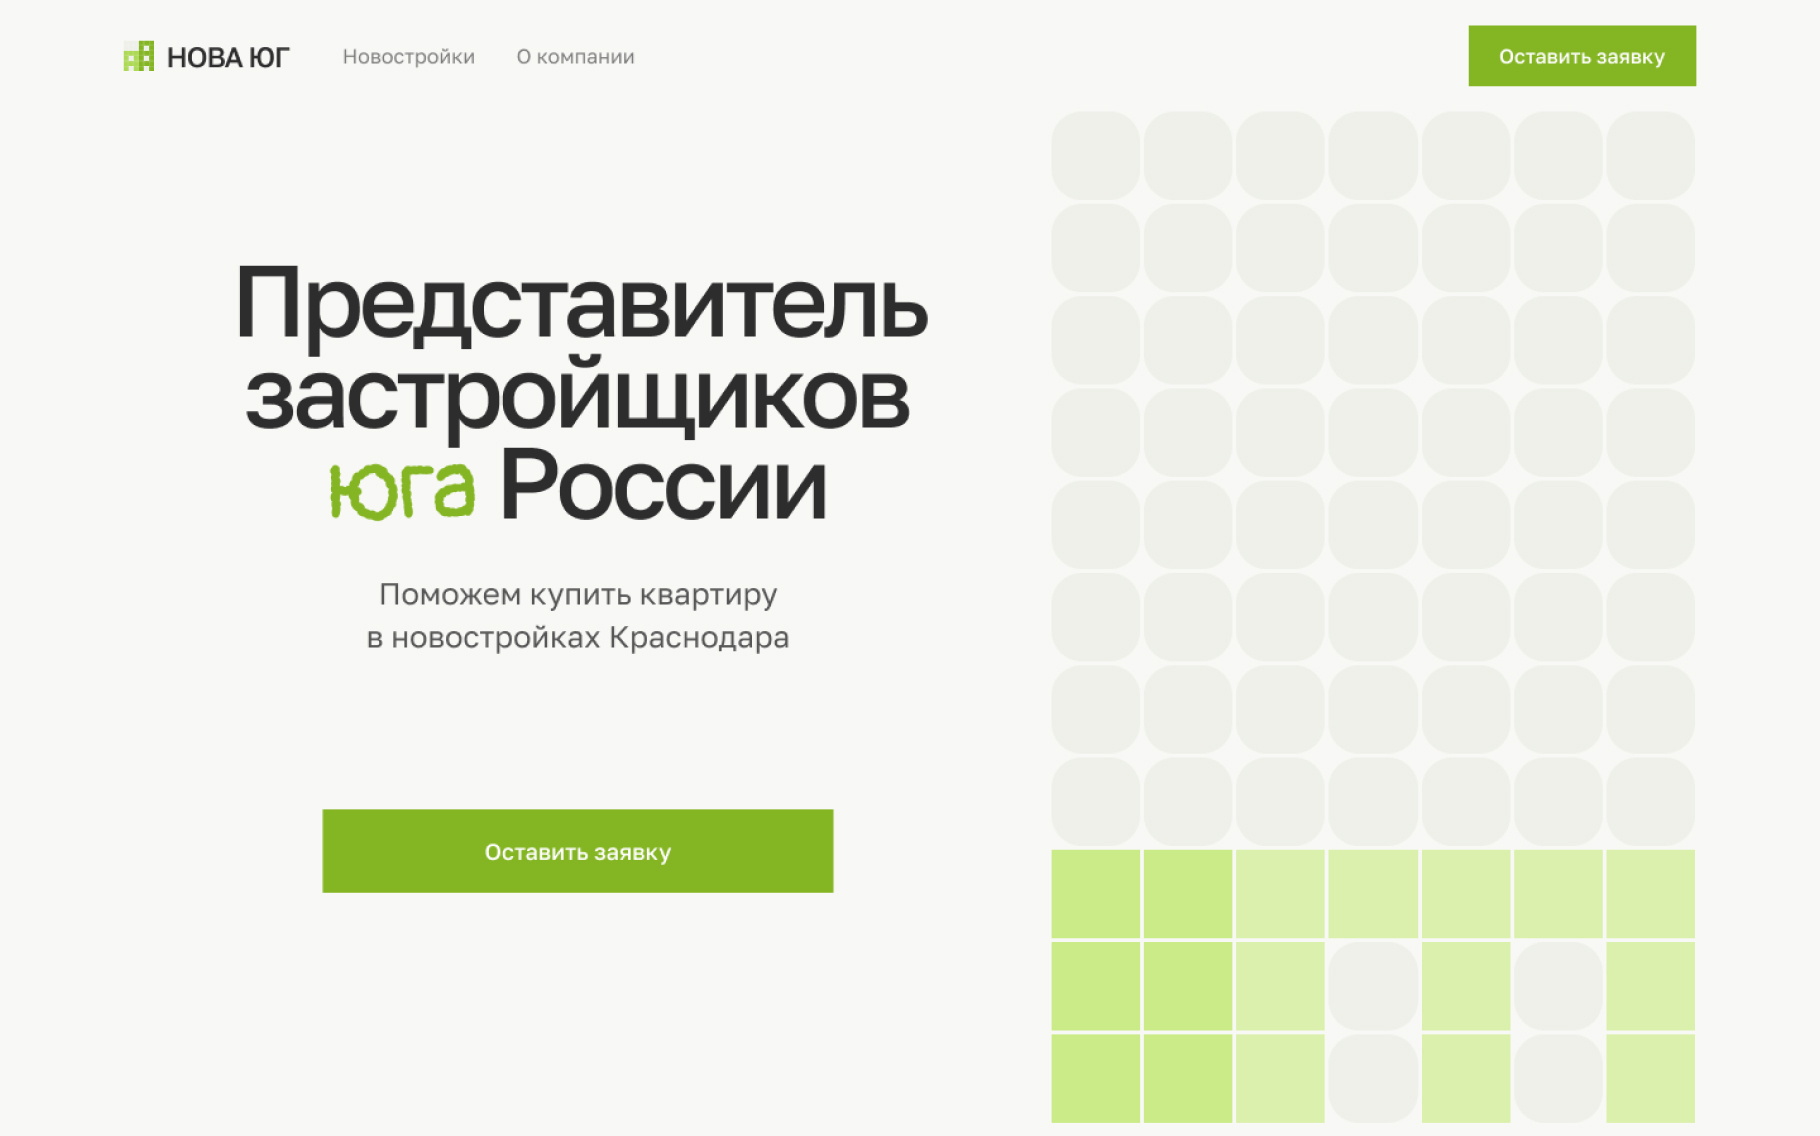 НОВА ЮГ
Новостройки
О компании
Оставить заявку
Представитель
застройщиков
юга России
Поможем купить квартиру
в новостройках Краснодара
Оставить заявку